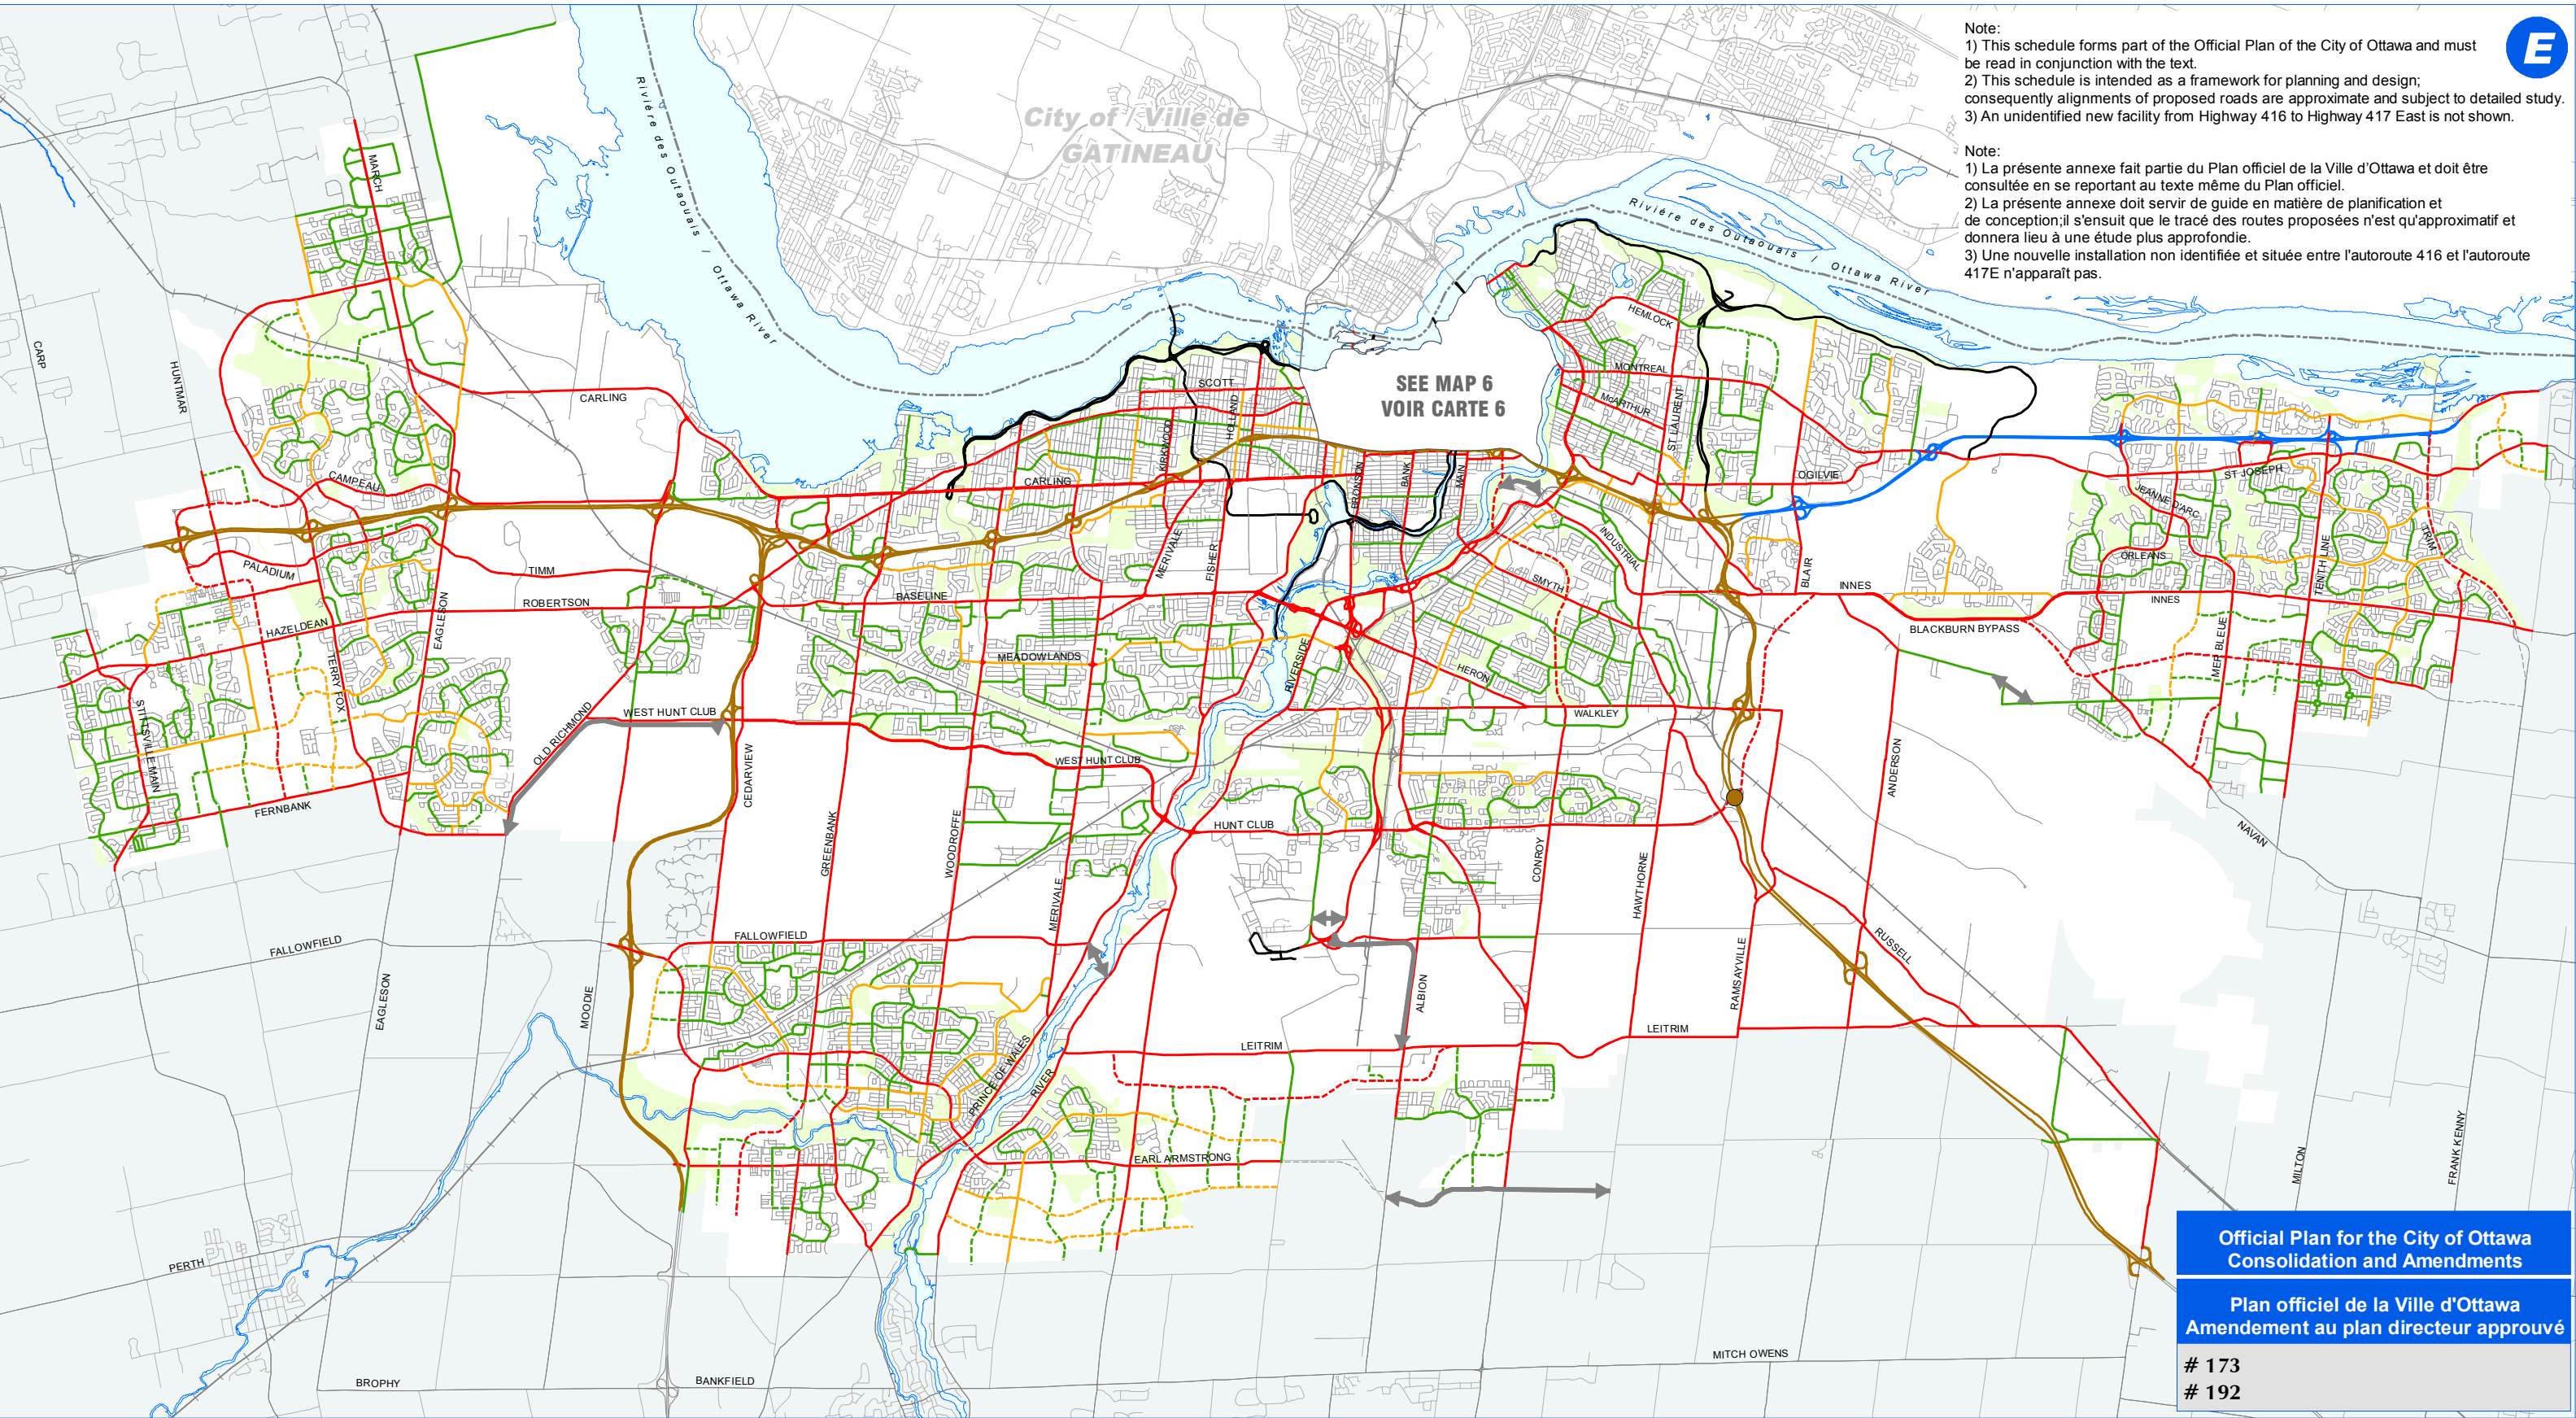 Note:
1) This schedule forms part of the Official Plan of the City of Ottawa and must
be read in conjunction with the text.
2) This schedule is intended as a framework for planning and design;
consequently alignments of proposed roads are approximate and subject to detailed study.
3) An unidentified new facility from Highway 416 to Highway 417 East is not shown.
E
Note:
1) La présente annexe fait partie du Plan officiel de la Ville d'Ottawa et doit être
consultée en se reportant au texte même du Plan officiel.
2) La présente annexe doit servir de guide en matière de planification et
de conception;il s'ensuit que le tracé des routes proposées n'est qu'approximatif et
donnera lieu à une étude plus approfondie.
3) Une nouvelle installation non identifiée et située entre l'autoroute 416 et l'autoroute
417E n'apparaît pas.
City of / Ville de
GATINEAU
Rivière des Outaouais / Ottawa River
Rivière des Outaouais / Ottawa River
MARCH
CARP
HUNTMAR
CARLING
SCOTT
HOLLAND
KIRKWOOD
SEE MAP 6
VOIR CARTE 6
HEMLOCK
MONTREAL
McARTHUR
ST LAURENT
CAMPEAU
CARLING
BRONSON
BANK
MAIN
OGILVIE
ST JOSEPH
JEANNE D'ARC
TRIM
PALADIUM
TIMM
MERIVALE
FISHER
INDUSTRIAL
SMYTH
BLAIR
INNES
ORLEANS
TENTH LINE
INNES
ROBERTSON
BASELINE
EAGLESON
HAZELDEAN
TERRY FOX
BLACKBURN BYPASS
MER BLEUE
MEADOWLANDS
RIVERSIDE
HERON
STITTSVILLE MAIN
OLD RICHMOND
WEST HUNT CLUB
WALKLEY
CEDARVIEW
WEST HUNT CLUB
ANDERSON
FERNBANK
HUNT CLUB
GREENBANK
WOODROFFE
CONROY
NAVAN
MERIVALE
HAWTHORNE
FALLOWFIELD
FALLOWFIELD
RUSSELL
RAMSAYVILLE
EAGLESON
MOODIE
ALBION
LEITRIM
LEITRIM
PRINCE OF WALES
RIVER
EARL ARMSTRONG
MILTON
FRANK KENNY
PERTH
BROPHY
BANKFIELD
MITCH OWENS
Official Plan for the City of Ottawa
Consolidation and Amendments
Plan officiel de la Ville d'Ottawa
Amendement au plan directeur approuvé
# 173
# 192